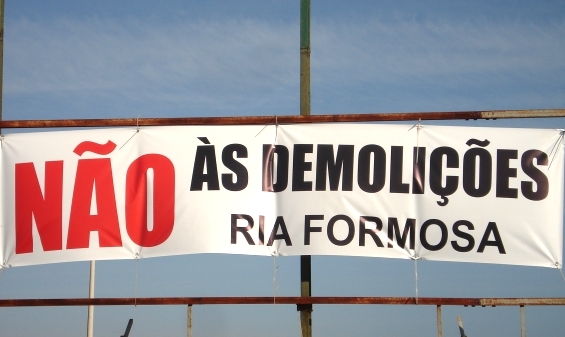 NÃO ÀS DEMOLIÇÕES
RIA FORMOSA